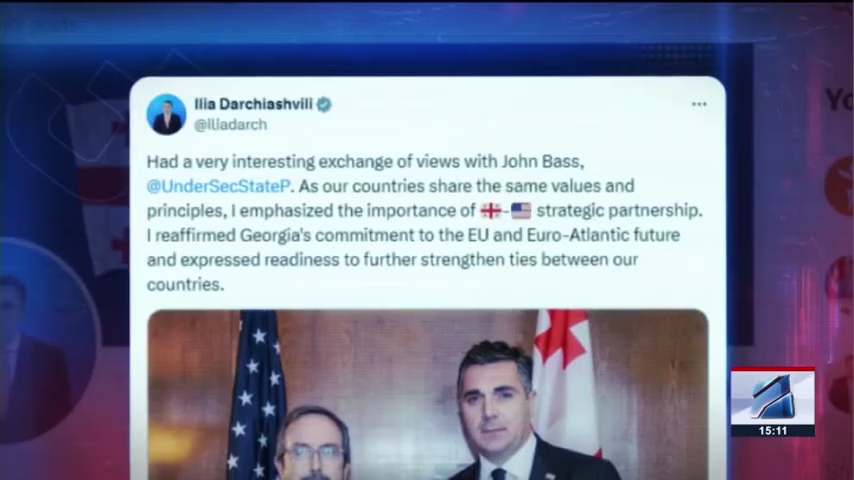 Ilia Darchiashvili
@Iliadarch
Had a very interesting exchange of views with John Bass,
@UnderSecStateP. As our countries share the same values and
principles, I emphasized the importance of 🇬🇪-🇺🇸 strategic partnership.
I reaffirmed Georgia's commitment to the EU and Euro-Atlantic future
and expressed readiness to further strengthen ties between our
countries.
15:11